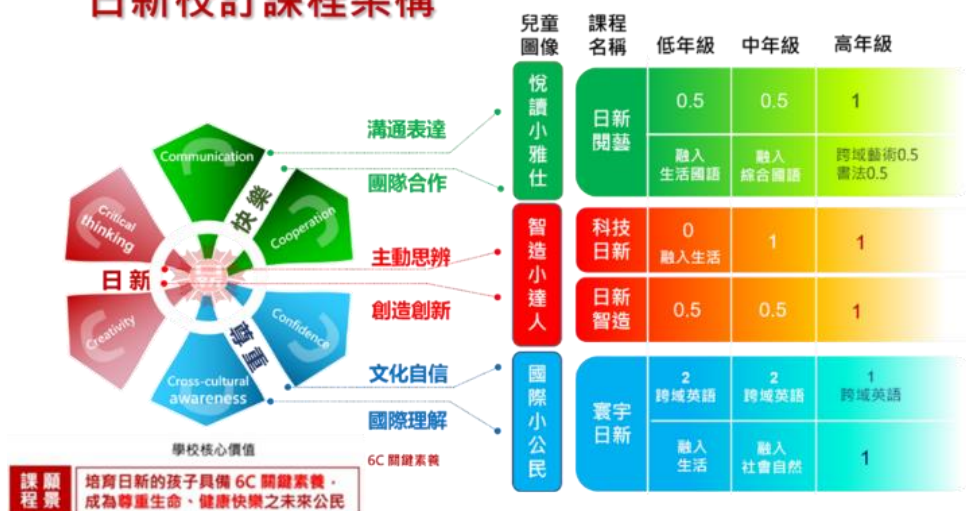 日新校訂課程架構
Communication
Cooperation
Confidence
Cross-cultural
awareness
Creativity
Critical
thinking
快樂
日新
尊重
學校核心價值
溝通表達
團隊合作
主動思辨
創造創新
文化自信
國際理解
6C 關鍵素養
課程
願景
培育日新的孩子具備 6C 關鍵素養,
成為尊重生命、健康快樂之未來公民
兒童
圖像
課程
名稱
低年級
中年級
高年級
悅讀小雅仕
日新
閱藝
0.5
0.5
1
融入
生活國語
融入
綜合國語
跨域藝術0.5
書法0.5
智造小達人
科技
日新
0
融入生活
1
1
日新
智造
0.5
0.5
1
國際小公民
寰宇
日新
2
跨域英語
2
跨域英語
1
跨域英語
融入
生活
融入
社會自然
1